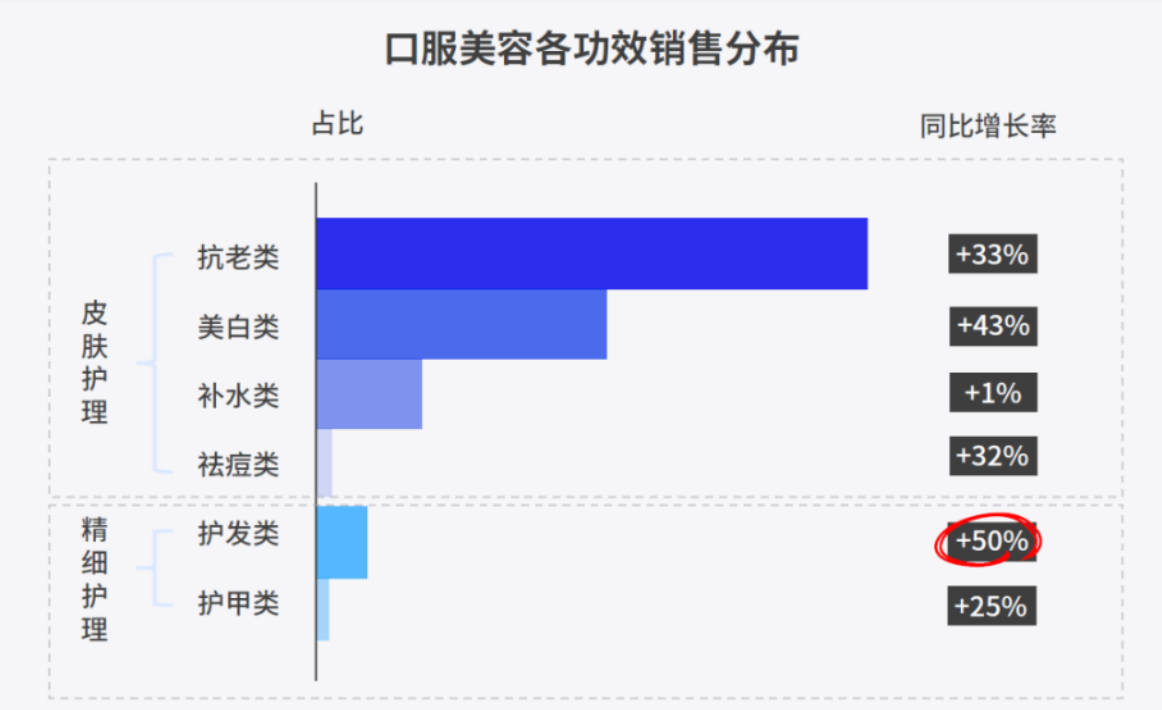 口服美容各功效销售分布
占比
同比增长率
皮肤护理
抗老类
+33%
美白类
+43%
补水类
+1%
祛痘类
+32%
精细护理
护发类
+50%
护甲类
+25%